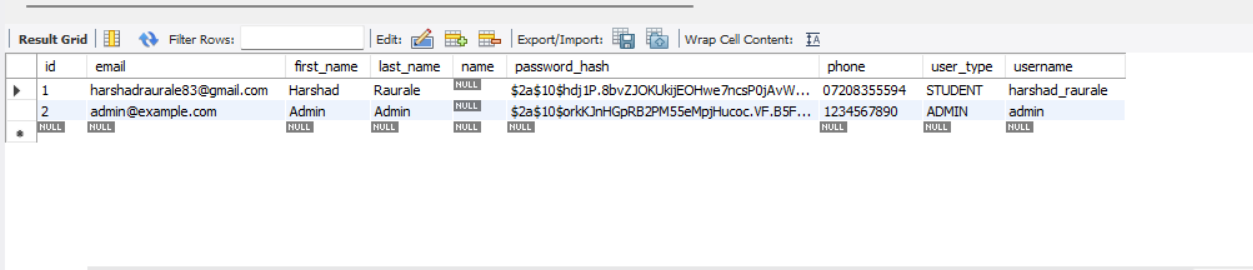 Result Grid Filter Rows: Edit: Export/Import: Wrap Cell Content: IA
id email first_name last_name name password_hash phone user_type username
1 harshadraurale83@gmail.com Harshad Raurale NULL $2a$10$hdj1P.8bvZJOKUkjEOHwe7ncsP0jAvW... 07208355594 STUDENT harshad_raurale
2 admin@example.com Admin Admin NULL $2a$10$orkKJnHGpRB2PM55eMpjHucoc.VF.B5F... 1234567890 ADMIN admin
NULL NULL NULL NULL NULL NULL NULL NULL NULL